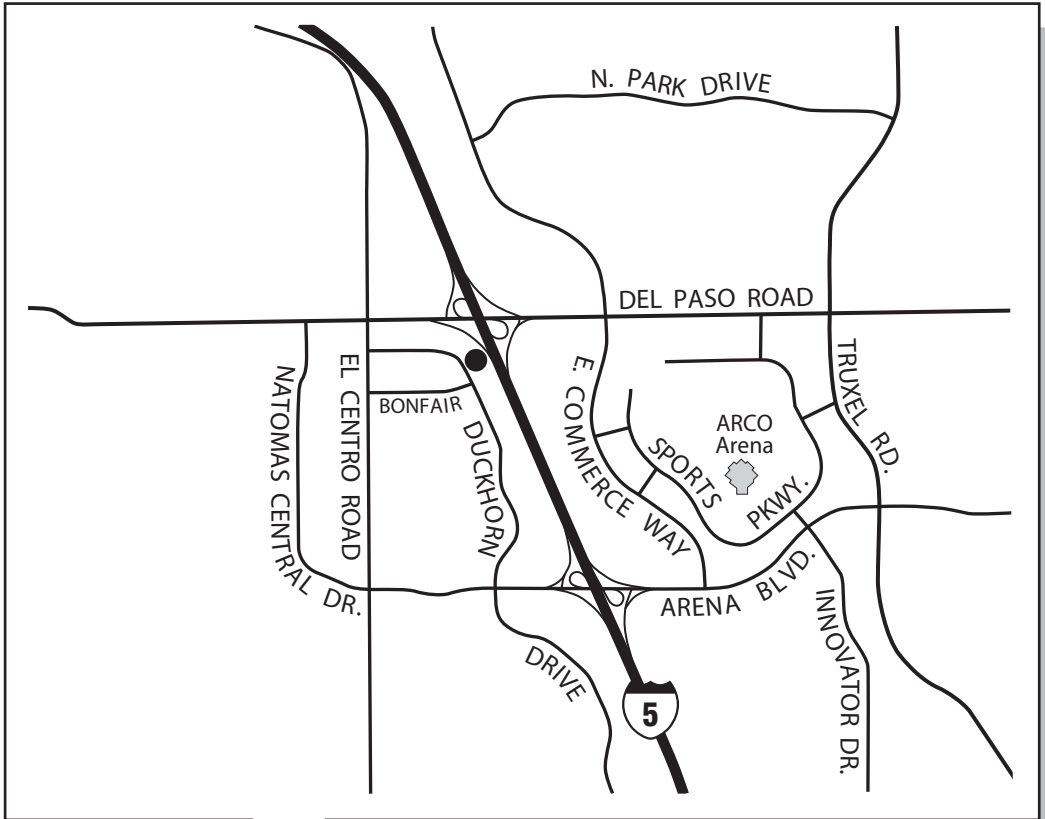 N. PARK DRIVE
DEL PASO ROAD
NATOMAS CENTRAL DR.
EL CENTRO ROAD
BONFAIR
DUCKHORN
DRIVE
E. COMMERCE WAY
SPORTS
PKWY.
ARCO
Arena
TRUXEL RD.
ARENA BLVD.
INNOVATOR DR.
5